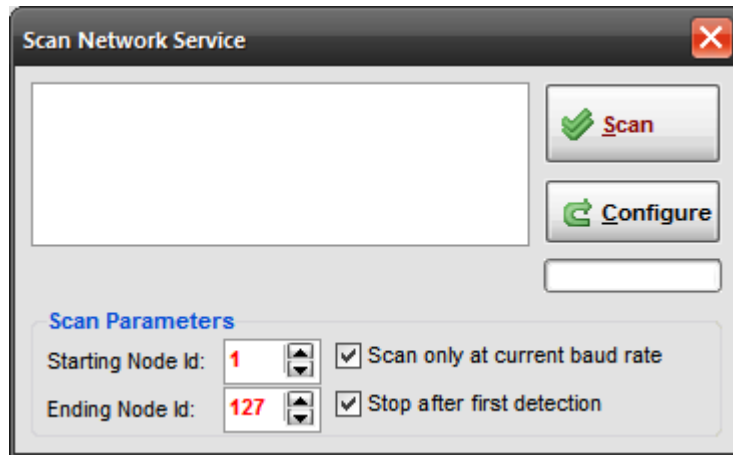 Scan Network Service
Scan
Configure
Scan Parameters
Starting Node Id: 1 Scan only at current baud rate
Ending Node Id: 127 Stop after first detection